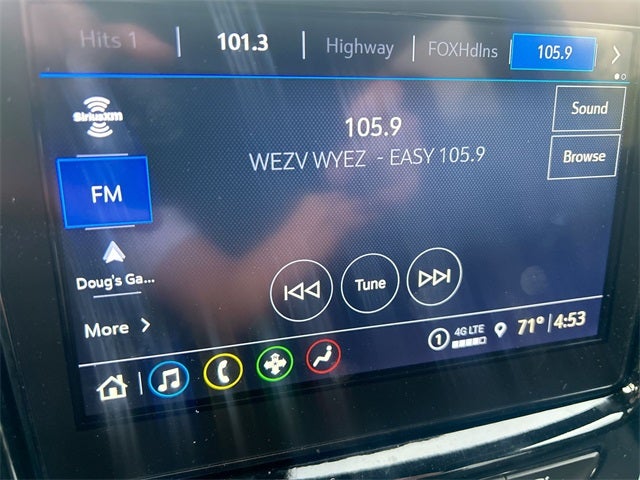 Hits 1 101.3 Highway FOXHdlns 105.9
SiriusXM
Sound
105.9
WEZV WYEZ - EASY 105.9
Browse
FM
Doug's Ga...
Tune
More
1 4G LTE 71° 4:53